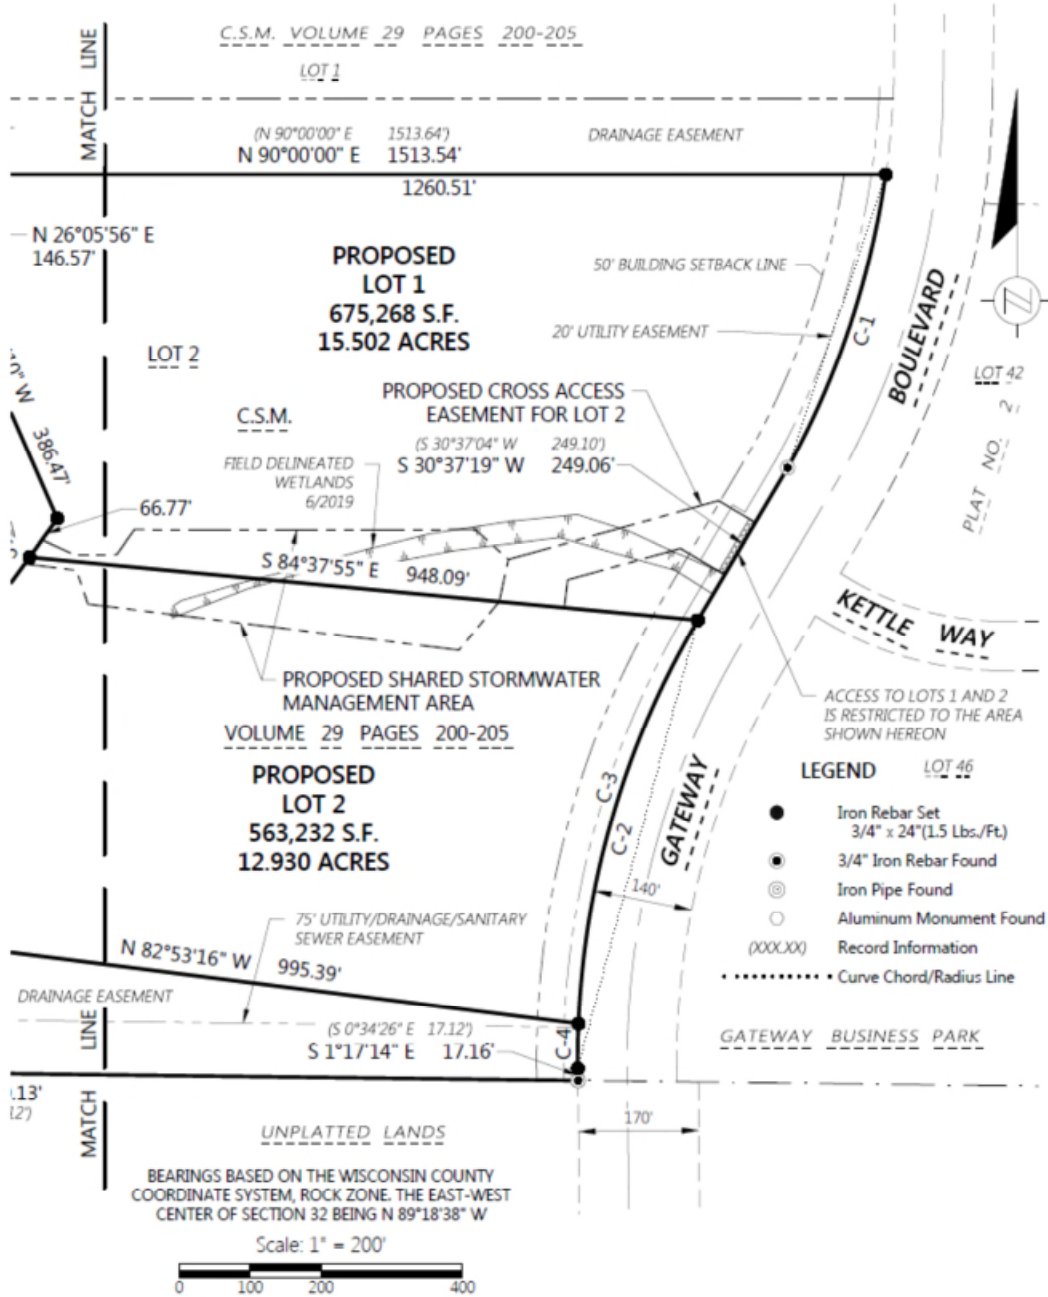 C.S.M. VOLUME 29 PAGES 200-205
LOT 1
MATCH LINE
(N 90°00'00" E 1513.64')
N 90°00'00" E 1513.54'
DRAINAGE EASEMENT
1260.51'
N 26°05'56" E
146.57'
PROPOSED
LOT 1
675,268 S.F.
15.502 ACRES
50' BUILDING SETBACK LINE
20' UTILITY EASEMENT
C-1
BOULEVARD
LOT 42
PLAT NO. 2
LOT 2
10" W
386.47'
C.S.M.
PROPOSED CROSS ACCESS
EASEMENT FOR LOT 2
(S 30°37'04" W 249.10')
S 30°37'19" W 249.06'
FIELD DELINEATED
WETLANDS
6/2019
66.77'
S 84°37'55" E 948.09'
KETTLE WAY
PROPOSED SHARED STORMWATER
MANAGEMENT AREA
VOLUME 29 PAGES 200-205
ACCESS TO LOTS 1 AND 2
IS RESTRICTED TO THE AREA
SHOWN HEREON
PROPOSED
LOT 2
563,232 S.F.
12.930 ACRES
C-3
C-2
GATEWAY
140'
LEGEND
LOT 46
Iron Rebar Set
3/4" x 24"(1.5 Lbs./Ft.)
3/4" Iron Rebar Found
Iron Pipe Found
Aluminum Monument Found
(XXX.XX) Record Information
Curve Chord/Radius Line
75' UTILITY/DRAINAGE/SANITARY
SEWER EASEMENT
N 82°53'16" W 995.39'
DRAINAGE EASEMENT
(S 0°34'26" E 17.12')
S 1°17'14" E 17.16'
C-4
GATEWAY BUSINESS PARK
.13'
12')
MATCH LINE
170'
UNPLATTED LANDS
BEARINGS BASED ON THE WISCONSIN COUNTY
COORDINATE SYSTEM, ROCK ZONE. THE EAST-WEST
CENTER OF SECTION 32 BEING N 89°18'38" W
Scale: 1" = 200'
0 100 200 400